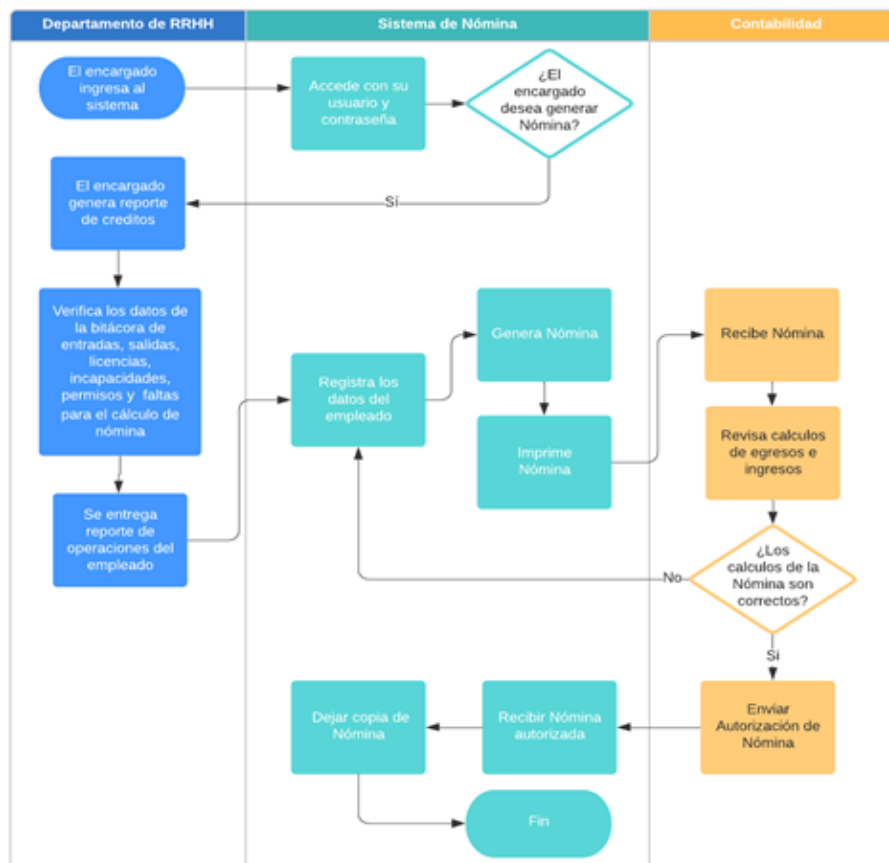 Departamento de RRHH
Sistema de Nómina
Contabilidad
El encargado
ingresa al
sistema
Accede con su
usuario y
contraseña
¿El
encargado
desea generar
Nómina?
Sí
El encargado
genera reporte
de creditos
Verifica los datos de
la bitácora de
entradas, salidas,
licencias,
incapacidades,
permisos y faltas
para el cálculo de
nómina
Se entrega
reporte de
operaciones del
empleado
Registra los
datos del
empleado
Genera Nómina
Imprime
Nómina
Recibe Nómina
Revisa calculos
de egresos e
ingresos
¿Los
calculos de la
Nómina son
correctos?
No
Si
Enviar
Autorización de
Nómina
Recibir Nómina
autorizada
Dejar copia de
Nómina
Fin